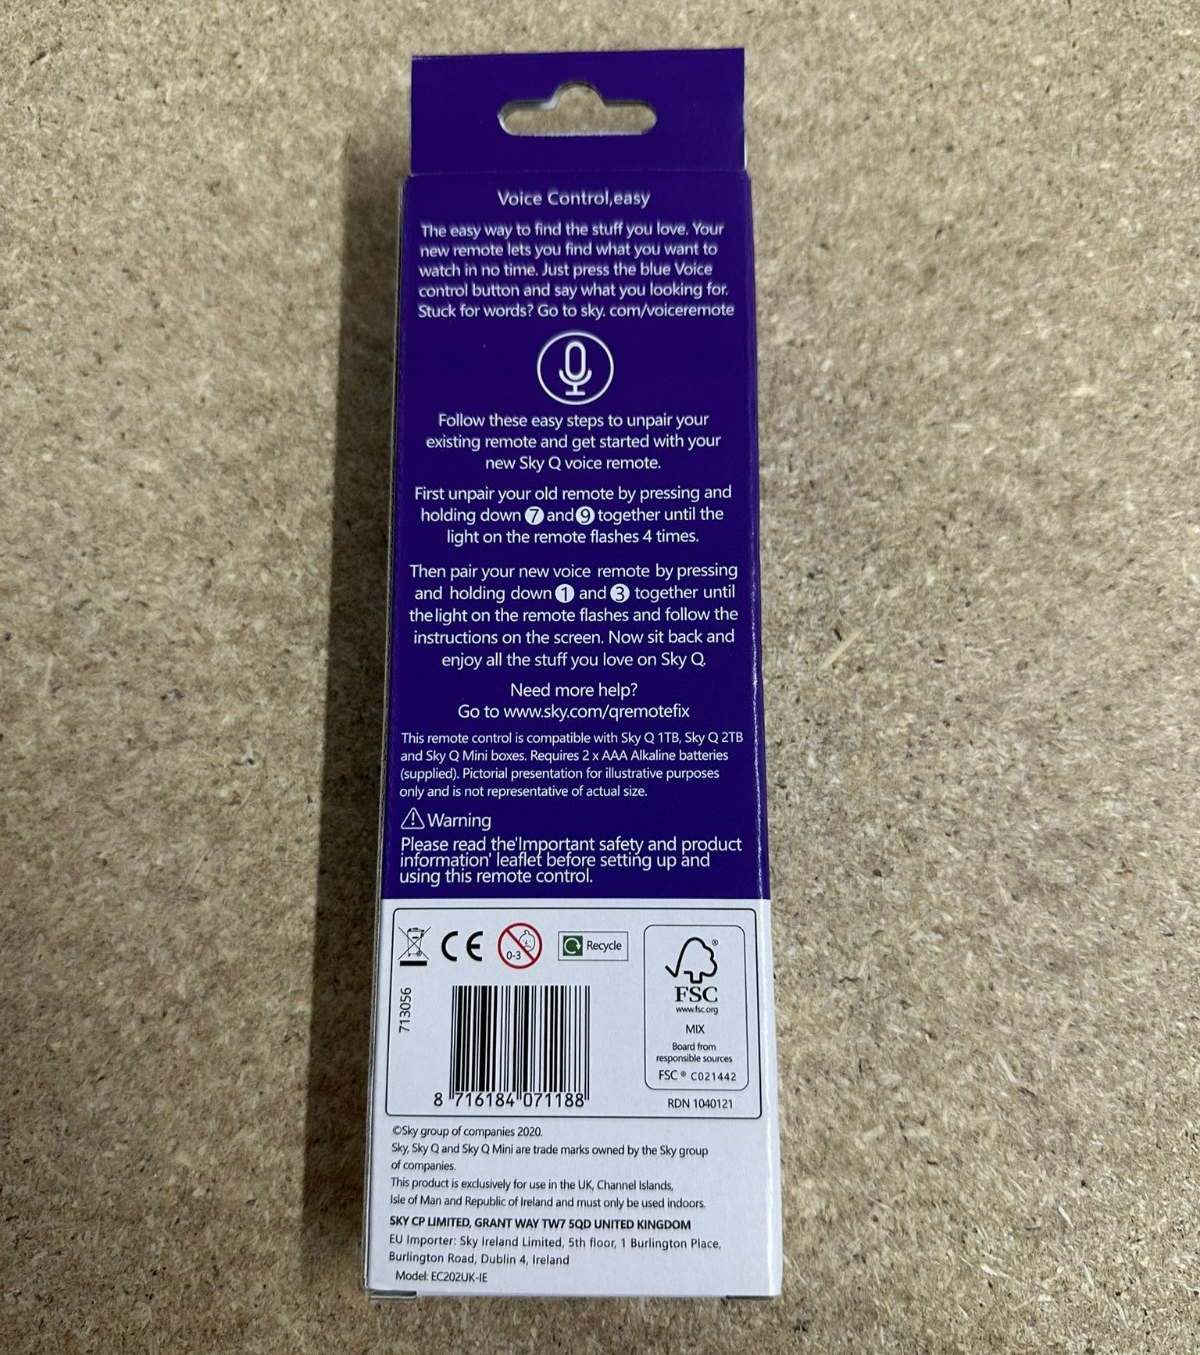 Voice Control,easy
The easy way to find the stuff you love. Your
new remote lets you find what you want to
watch in no time. Just press the blue Voice
control button and say what you looking for.
Stuck for words? Go to sky. com/voiceremote
Follow these easy steps to unpair your
existing remote and get started with your
new Sky Q voice remote.
First unpair your old remote by pressing and
holding down 7 and 9 together until the
light on the remote flashes 4 times.
Then pair your new voice remote by pressing
and holding down 1 and 3 together until
the light on the remote flashes and follow the
instructions on the screen. Now sit back and
enjoy all the stuff you love on Sky Q.
Need more help?
Go to www.sky.com/qremotefix
This remote control is compatible with Sky Q 1TB, Sky Q 2TB
and Sky Q Mini boxes. Requires 2 x AAA Alkaline batteries
(supplied). Pictorial presentation for illustrative purposes
only and is not representative of actual size.
Warning
Please read the'Important safety and product
information' leaflet before setting up and
using this remote control.
CE
0-3
Recycle
713056
8 716184 071188
FSC
®
www.fsc.org
MIX
Board from
responsible sources
FSC® C021442
RDN 1040121
©Sky group of companies 2020.
Sky, Sky Q and Sky Q Mini are trade marks owned by the Sky group
of companies.
This product is exclusively for use in the UK, Channel Islands,
Isle of Man and Republic of Ireland and must only be used indoors.
SKY CP LIMITED, GRANT WAY TW7 5QD UNITED KINGDOM
EU Importer: Sky Ireland Limited, 5th floor, 1 Burlington Place,
Burlington Road, Dublin 4, Ireland
Model: EC202UK-IE